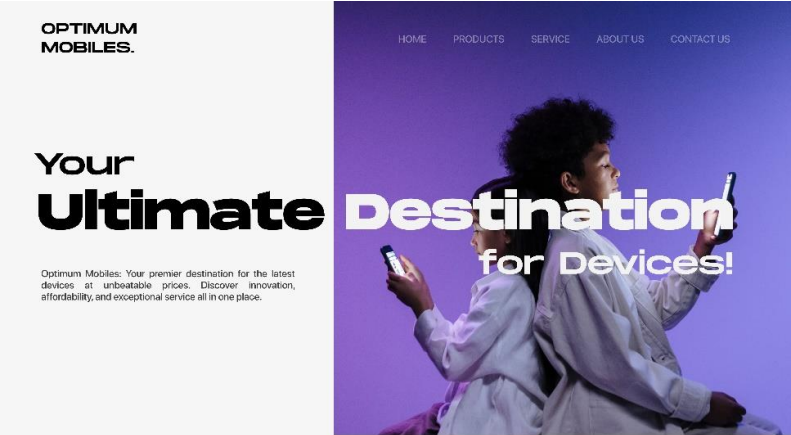 OPTIMUM
MOBILES.
HOME PRODUCTS SERVICE ABOUT US CONTACT US
Your
Ultimate Destination
for Devices!
Optimum Mobiles: Your premier destination for the latest
devices at unbeatable prices. Discover innovation,
affordability, and exceptional service all in one place.